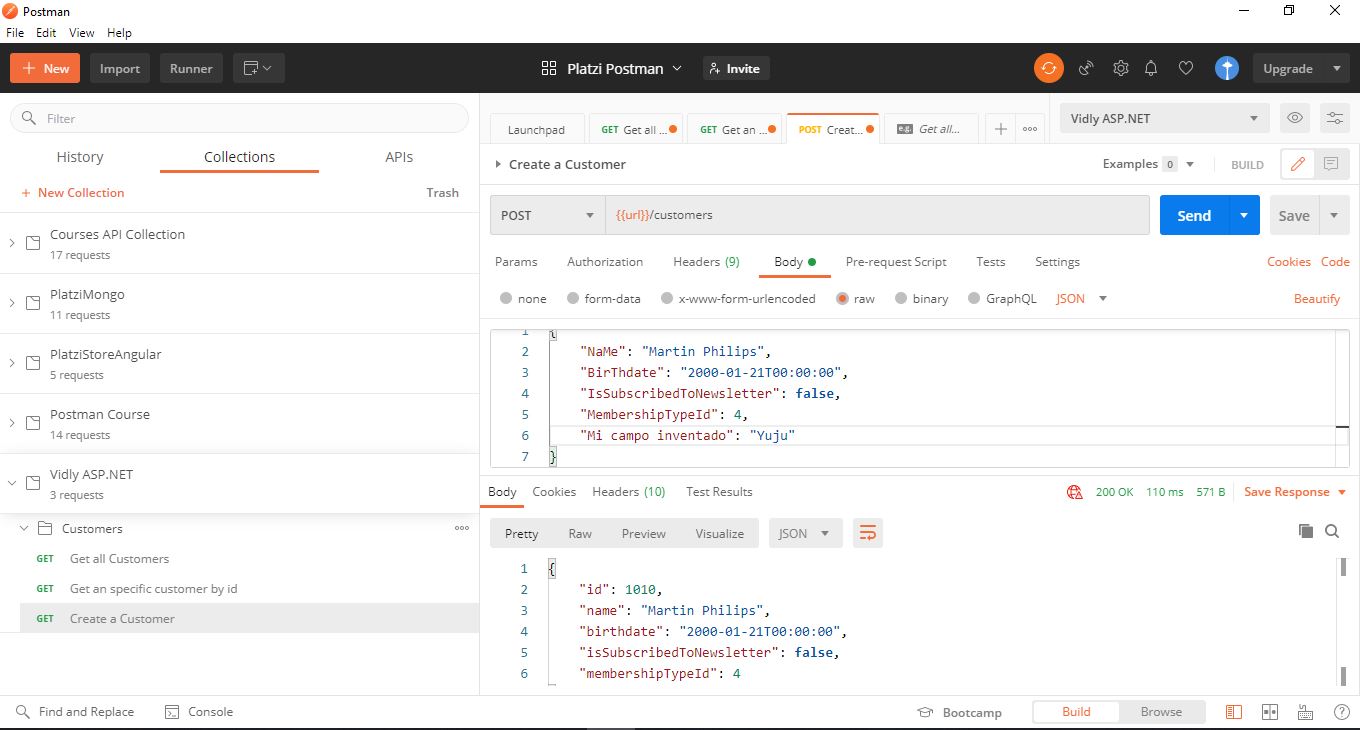 Postman
File Edit View Help
+ New Import Runner Platzi Postman Invite Upgrade
Filter
History Collections APIs
+ New Collection Trash
Courses API Collection
17 requests
PlatziMongo
11 requests
PlatziStoreAngular
5 requests
Postman Course
14 requests
Vidly ASP.NET
3 requests
Customers
GET Get all Customers
GET Get an specific customer by id
GET Create a Customer
Launchpad GET Get all ... GET Get an ... POST Creat... e.g. Get all... + Vidly ASP.NET
Create a Customer Examples 0 BUILD
POST {{url}}/customers Send Save
Params Authorization Headers (9) Body Pre-request Script Tests Settings Cookies Code
none form-data x-www-form-urlencoded raw binary GraphQL JSON Beautify
1 {
2 "NaMe": "Martin Philips",
3 "BirThdate": "2000-01-21T00:00:00",
4 "IsSubscribedToNewsletter": false,
5 "MembershipTypeId": 4,
6 "Mi campo inventado": "Yuju"
7 }
Body Cookies Headers (10) Test Results 200 OK 110 ms 571 B Save Response
Pretty Raw Preview Visualize JSON
1 {
2 "id": 1010,
3 "name": "Martin Philips",
4 "birthdate": "2000-01-21T00:00:00",
5 "isSubscribedToNewsletter": false,
6 "membershipTypeId": 4
Find and Replace Console Bootcamp Build Browse